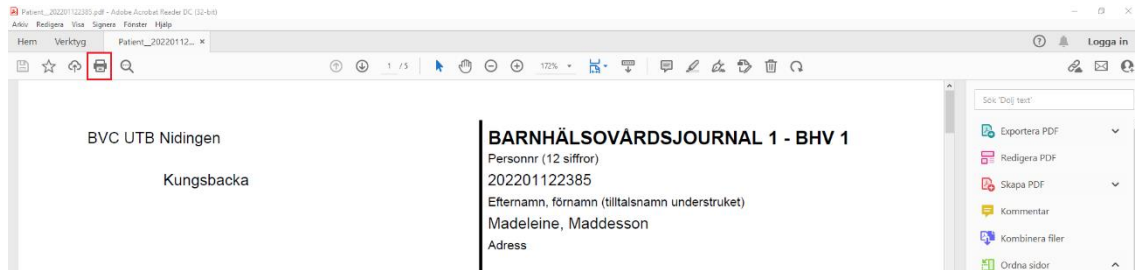 Patient__202201122385.pdf - Adobe Acrobat Reader DC (32-bit)
Arkiv Redigera Visa Signera Fönster Hjälp
Hem Verktyg Patient__20220112... × Logga in
1 / 5 172%
Sök 'Dölj text'
BVC UTB Nidingen
Kungsbacka
BARNHÄLSOVÅRDSJOURNAL 1 - BHV 1
Personnr (12 siffror)
202201122385
Efternamn, förnamn (tilltalsnamn understruket)
Madeleine, Maddesson
Adress
Exportera PDF
Redigera PDF
Skapa PDF
Kommentar
Kombinera filer
Ordna sidor